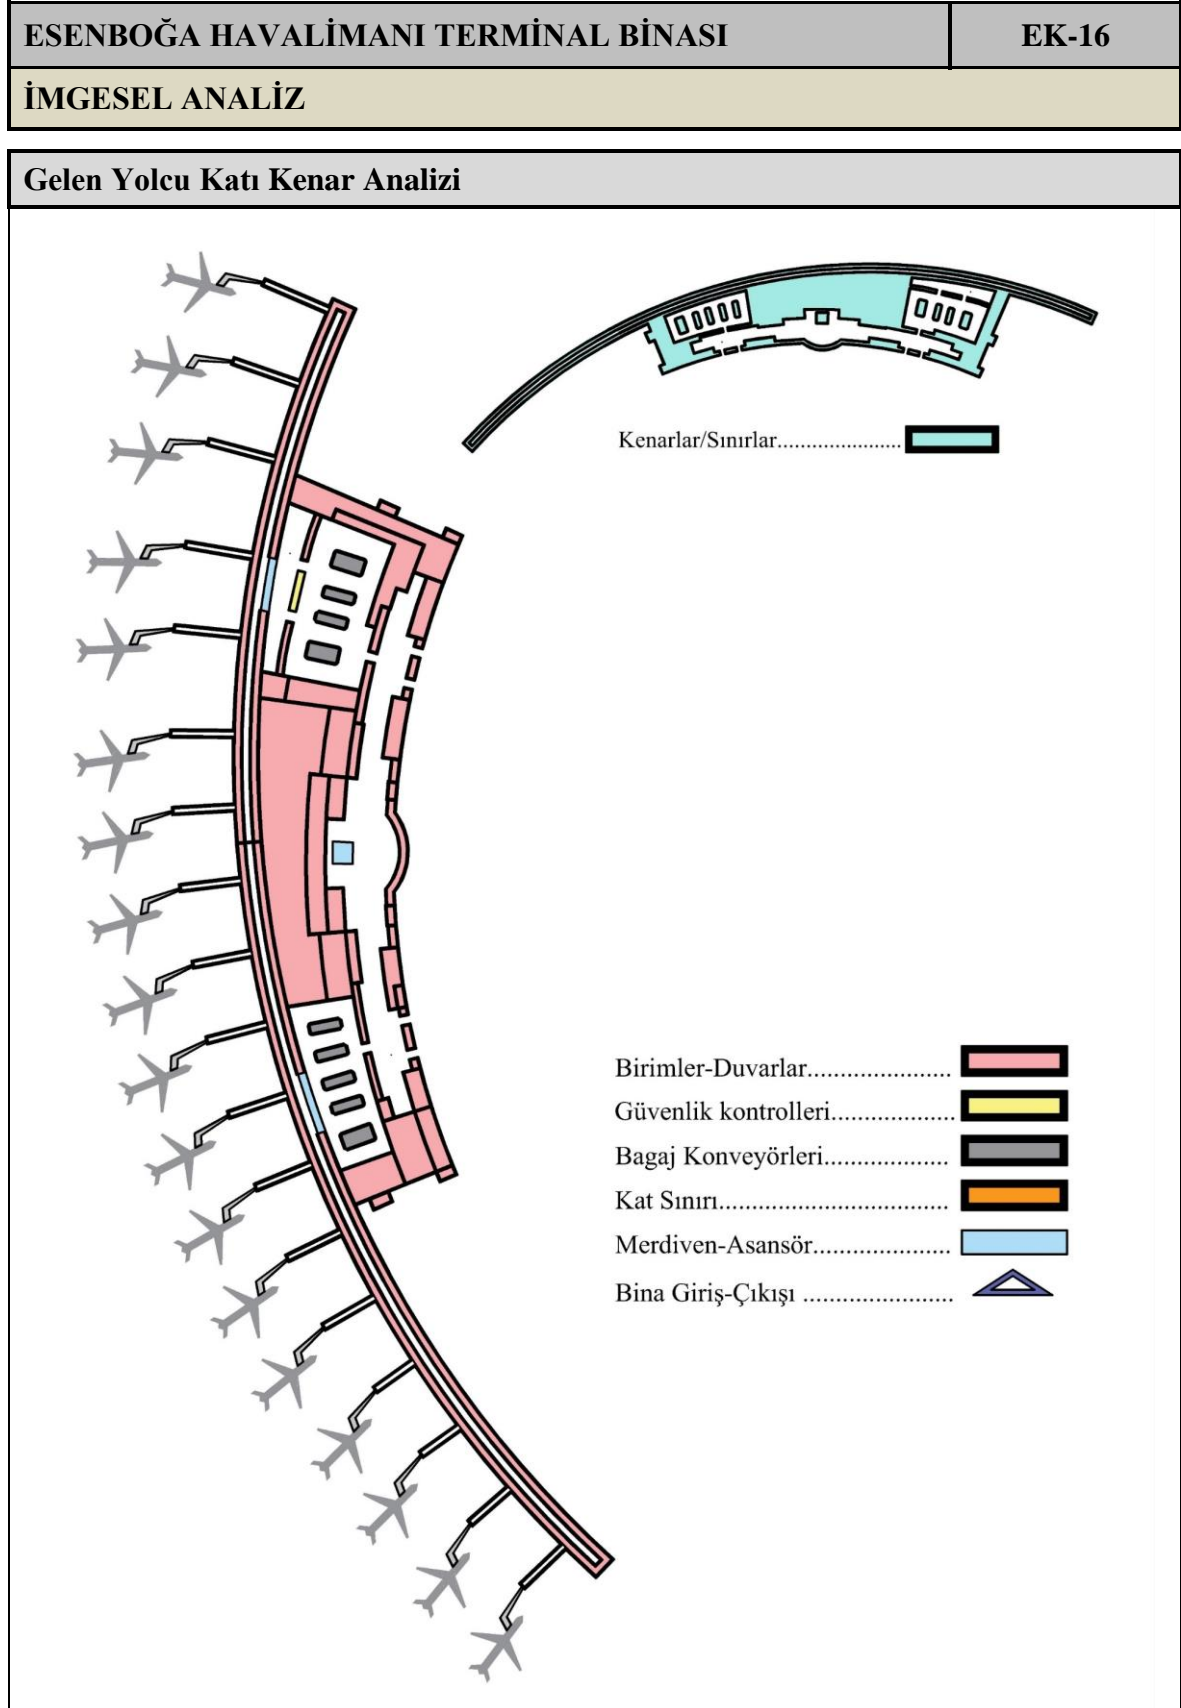 ESENBOĞA HAVALİMANI TERMİNAL BİNASI EK-16
İMGESEL ANALİZ
Gelen Yolcu Katı Kenar Analizi
Kenarlar/Sınırlar......................
Birimler-Duvarlar......................
Güvenlik kontrolleri...................
Bagaj Konveyörleri...................
Kat Sınırı..................................
Merdiven-Asansör.....................
Bina Giriş-Çıkışı .......................